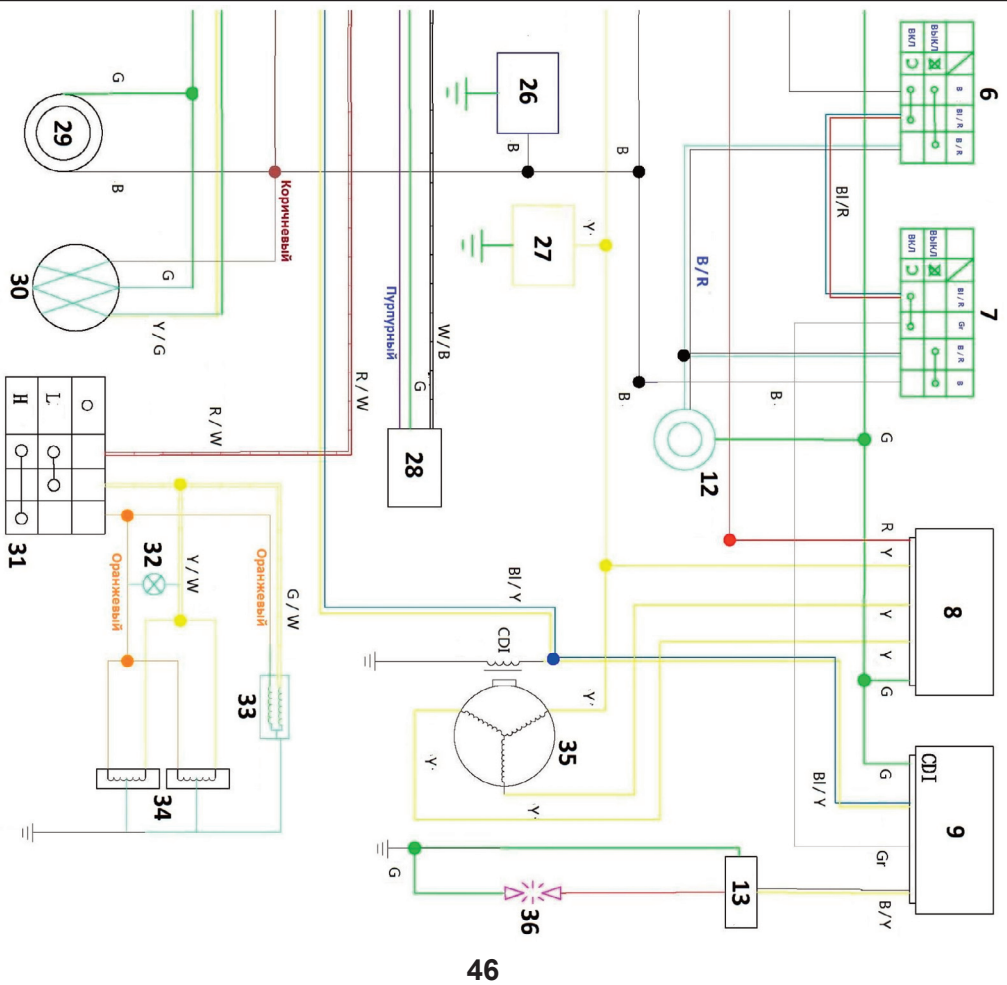 6
ВКЛ
ВЫКЛ
B
Bl / R
B / R
Bl/R
7
ВКЛ
ВЫКЛ
Bl / R
Gr
B / R
B
G
29
B
26
B
B
Коричневый
G
30
Y / G
27
Y
B / R
Пурпурный
W / B
G
28
B
B
12
G
R / W
R / W
O
L
H
31
32
Оранжевый
Y / W
G / W
Оранжевый
33
34
Bl/Y
CDI
35
Y
Y
Y
R
Y
Y
Y
G
8
CDI
G
Bl / Y
Gr
B / Y
9
13
G
36
46